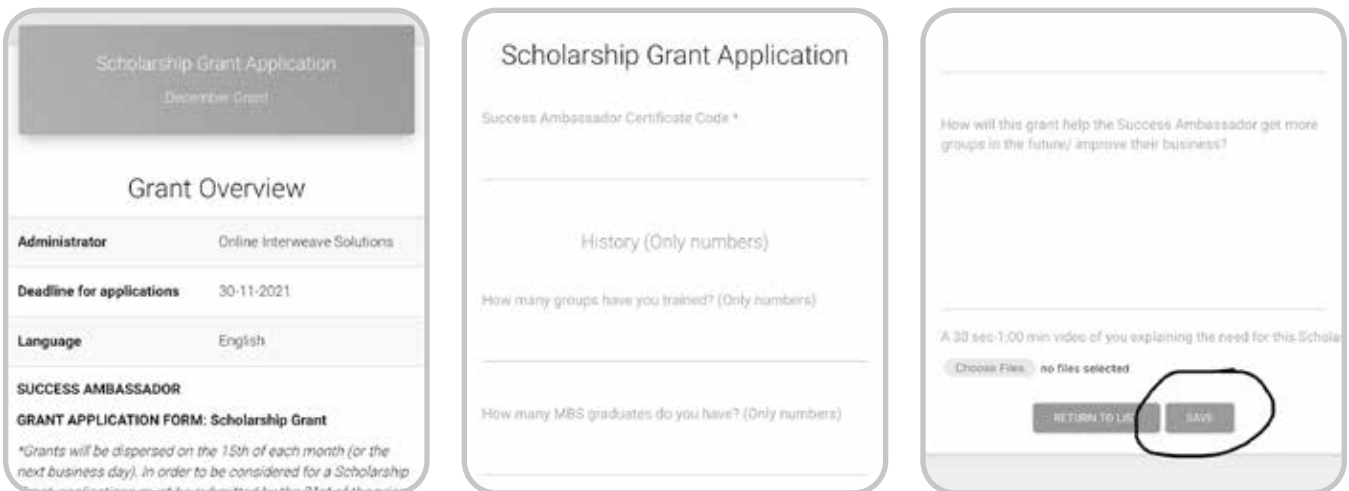 Scholarship Grant Application
December Grant
Grant Overview
Administrator Online Interweave Solutions
Deadline for applications 30-11-2021
Language English
SUCCESS AMBASSADOR
GRANT APPLICATION FORM: Scholarship Grant
*Grants will be dispersed on the 15th of each month (or the
next business day). In order to be considered for a Scholarship
Scholarship Grant Application
Success Ambassador Certificate Code *
History (Only numbers)
How many groups have you trained? (Only numbers)
How many MBS graduates do you have? (Only numbers)
How will this grant help the Success Ambassador get more
groups in the future/ improve their business?
A 30 sec-1:00 min video of you explaining the need for this Scholar
Choose Files no files selected
RETURN TO LIS SAVE